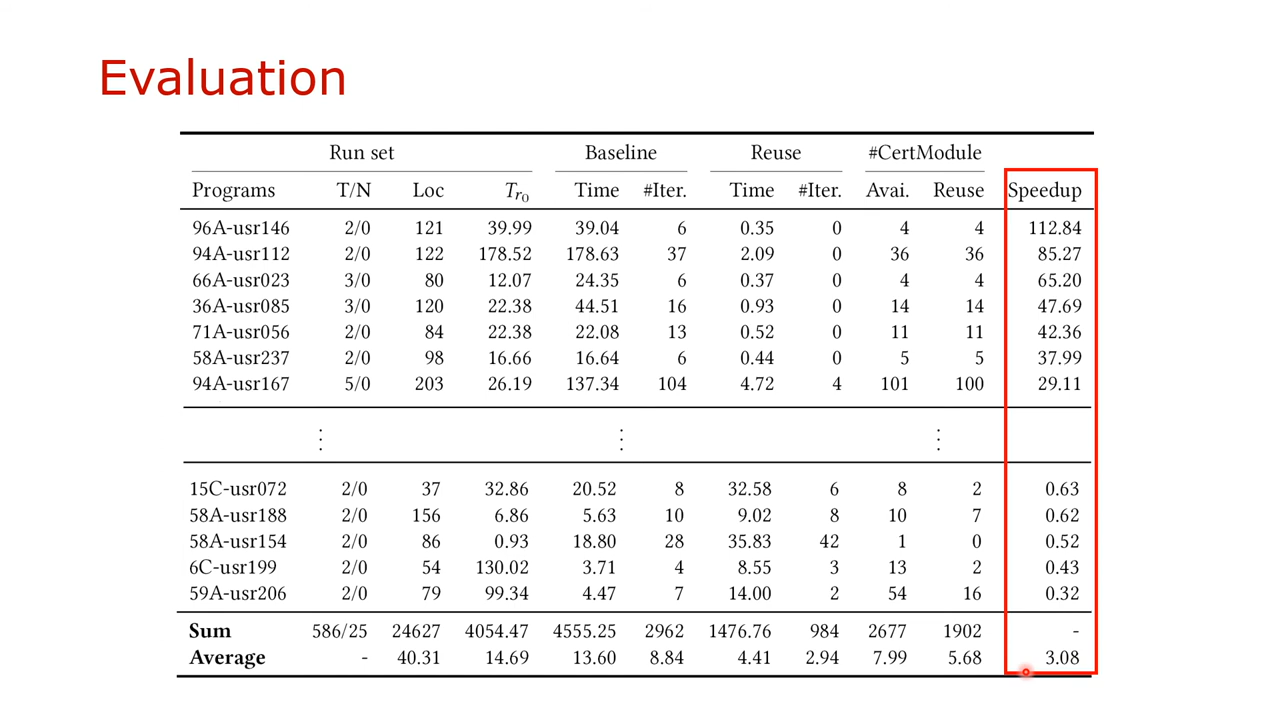 Evaluation
Run set Baseline Reuse #CertModule
Programs T/N Loc Tr0 Time #Iter. Time #Iter. Avai. Reuse Speedup
96A-usr146 2/0 121 39.99 39.04 6 0.35 0 4 4 112.84
94A-usr112 2/0 122 178.52 178.63 37 2.09 0 36 36 85.27
66A-usr023 3/0 80 12.07 24.35 6 0.37 0 4 4 65.20
36A-usr085 3/0 120 22.38 44.51 16 0.93 0 14 14 47.69
71A-usr056 2/0 84 22.38 22.08 13 0.52 0 11 11 42.36
58A-usr237 2/0 98 16.66 16.64 6 0.44 0 5 5 37.99
94A-usr167 5/0 203 26.19 137.34 104 4.72 4 101 100 29.11
⋮ ⋮ ⋮
15C-usr072 2/0 37 32.86 20.52 8 32.58 6 8 2 0.63
58A-usr188 2/0 156 6.86 5.63 10 9.02 8 10 7 0.62
58A-usr154 2/0 86 0.93 18.80 28 35.83 42 1 0 0.52
6C-usr199 2/0 54 130.02 3.71 4 8.55 3 13 2 0.43
59A-usr206 2/0 79 99.34 4.47 7 14.00 2 54 16 0.32
Sum 586/25 24627 4054.47 4555.25 2962 1476.76 984 2677 1902 -
Average - 40.31 14.69 13.60 8.84 4.41 2.94 7.99 5.68 3.08